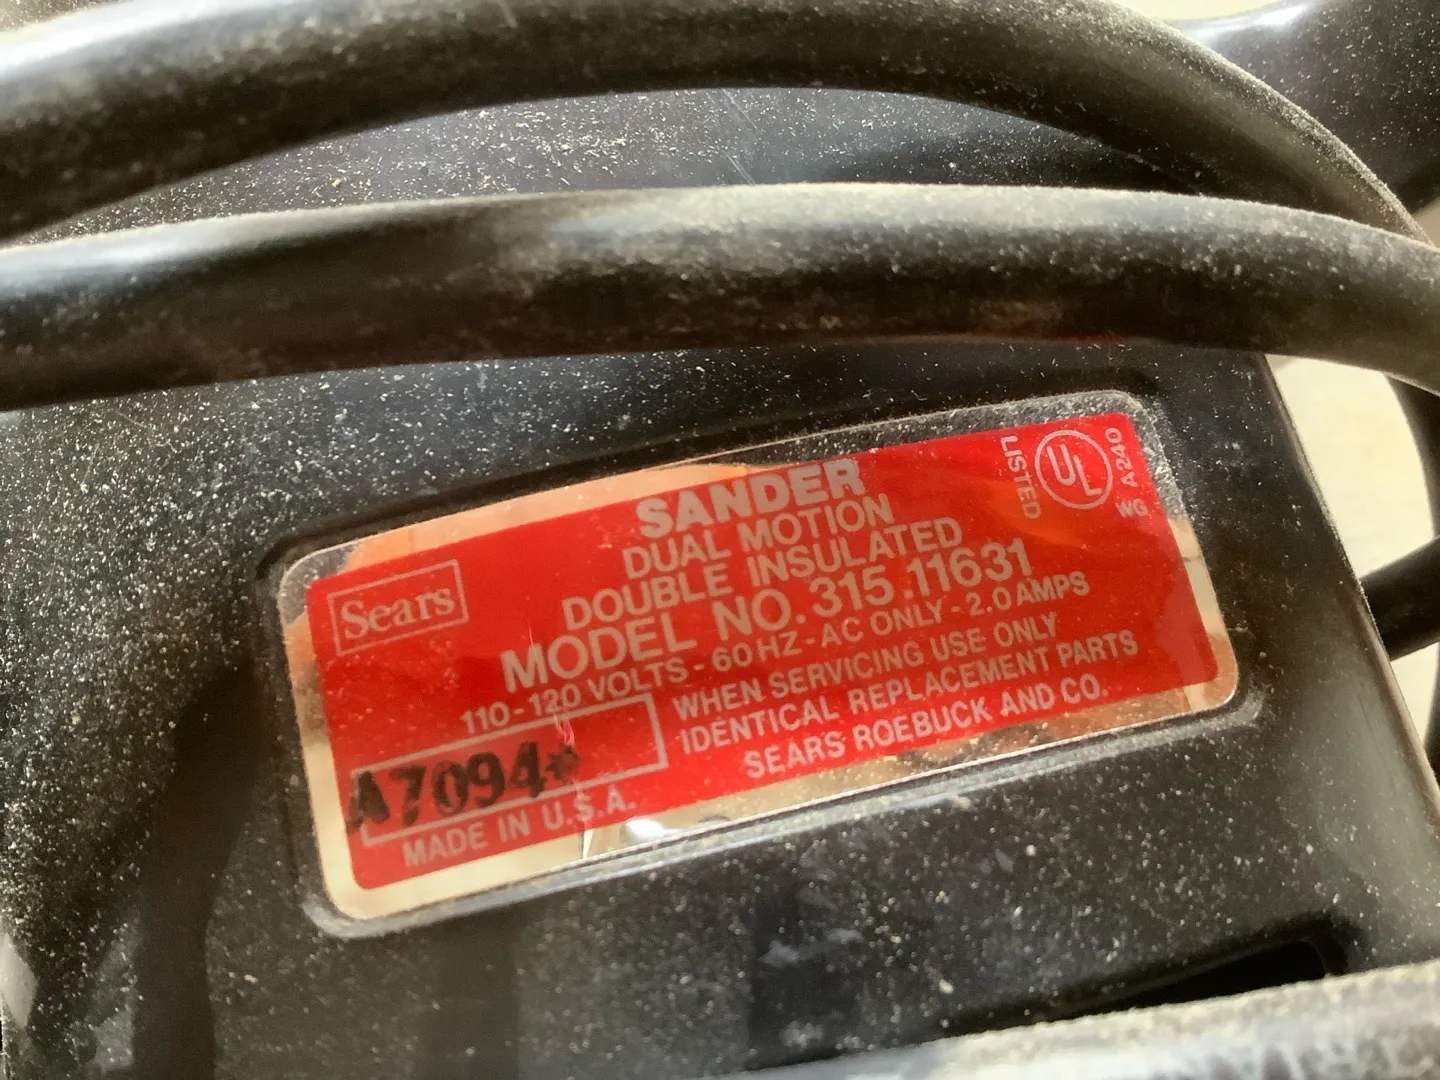 SANDER
DUAL MOTION
DOUBLE INSULATED
MODEL NO. 315.11631
110-120 VOLTS - 60 HZ - AC ONLY - 2.0 AMPS
Sears
LISTED
UL
A240
WG
WHEN SERVICING USE ONLY
IDENTICAL REPLACEMENT PARTS
SEARS ROEBUCK AND CO.
A7094*
MADE IN U.S.A.